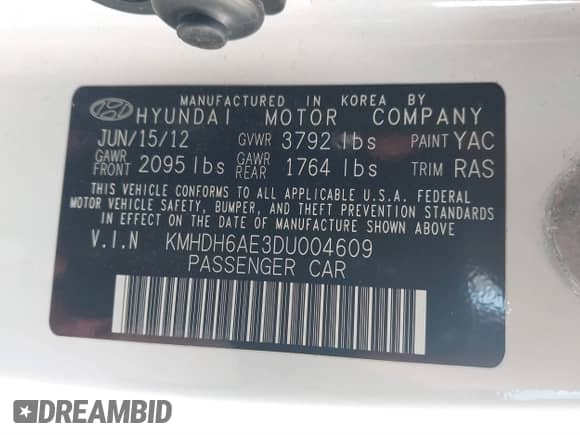 MANUFACTURED IN KOREA BY
HYUNDAI MOTOR COMPANY
JUN/15/12 GVWR 3792 lbs PAINT YAC
GAWR FRONT 2095 lbs GAWR REAR 1764 lbs TRIM RAS
THIS VEHICLE CONFORMS TO ALL APPLICABLE U.S.A. FEDERAL
MOTOR VEHICLE SAFETY, BUMPER, AND THEFT PREVENTION STANDARDS
IN EFFECT ON THE DATE OF MANUFACTURE SHOWN ABOVE.
V.I.N KMHDH6AE3DU004609
PASSENGER CAR
DREAMBID